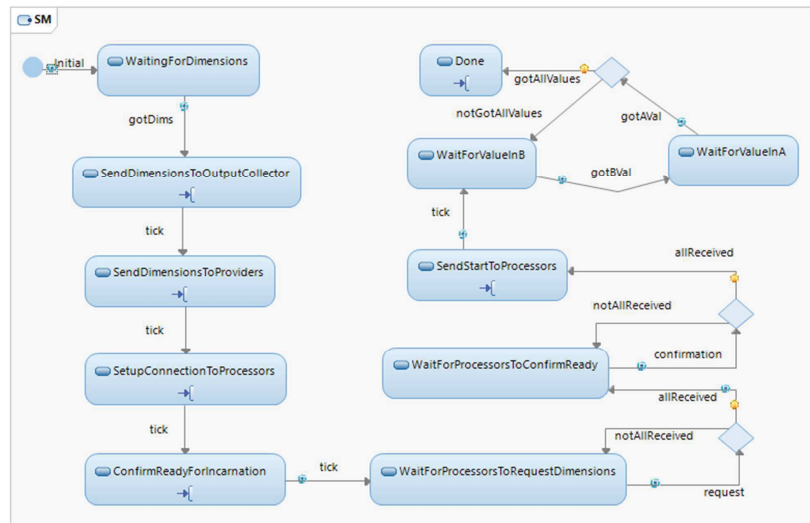 SM
Initial
WaitingForDimensions
gotDims
SendDimensionsToOutputCollector
tick
SendDimensionsToProviders
tick
SetupConnectionToProcessors
tick
ConfirmReadyForIncarnation
tick
WaitForProcessorsToRequestDimensions
request
notAllReceived
allReceived
WaitForProcessorsToConfirmReady
confirmation
notAllReceived
allReceived
SendStartToProcessors
tick
WaitForValueInB
gotBVal
WaitForValueInA
gotAVal
notGotAllValues
gotAllValues
Done